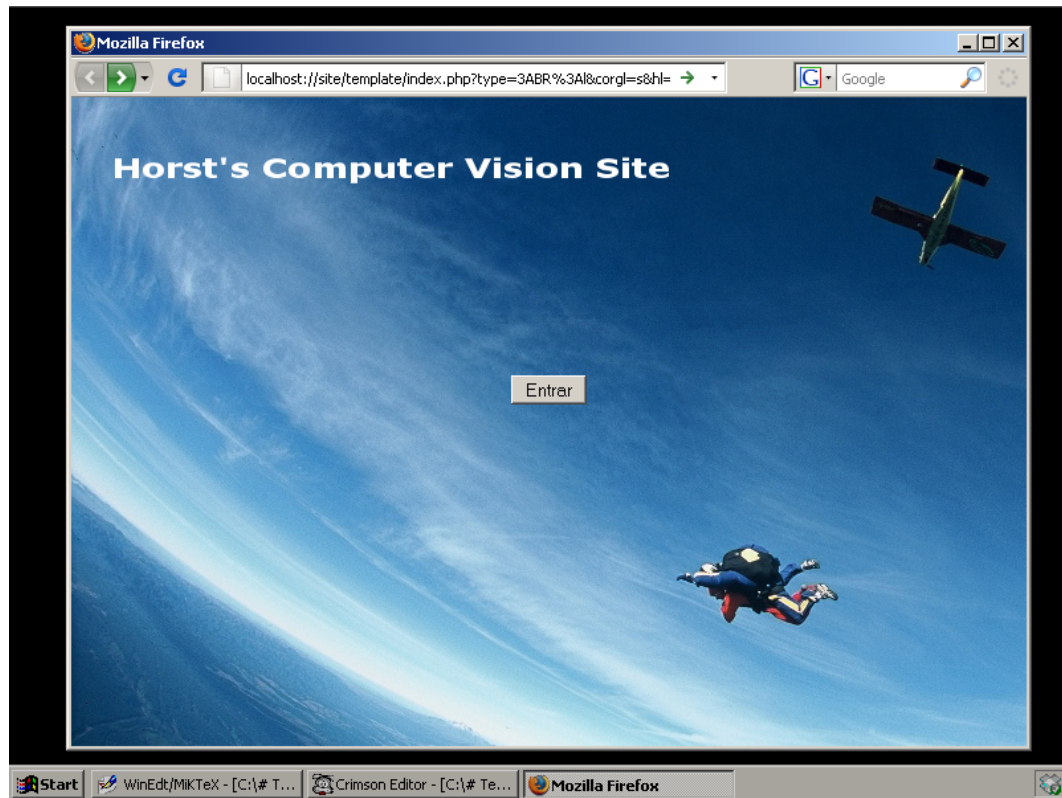 Mozilla Firefox
localhost://site/template/index.php?type=3ABR%3Al&corgl=s&hl=
G Google
Horst's Computer Vision Site
Entrar
Start
WinEdt/MiKTeX - [C:\# T...
Crimson Editor - [C:\# Te...
Mozilla Firefox